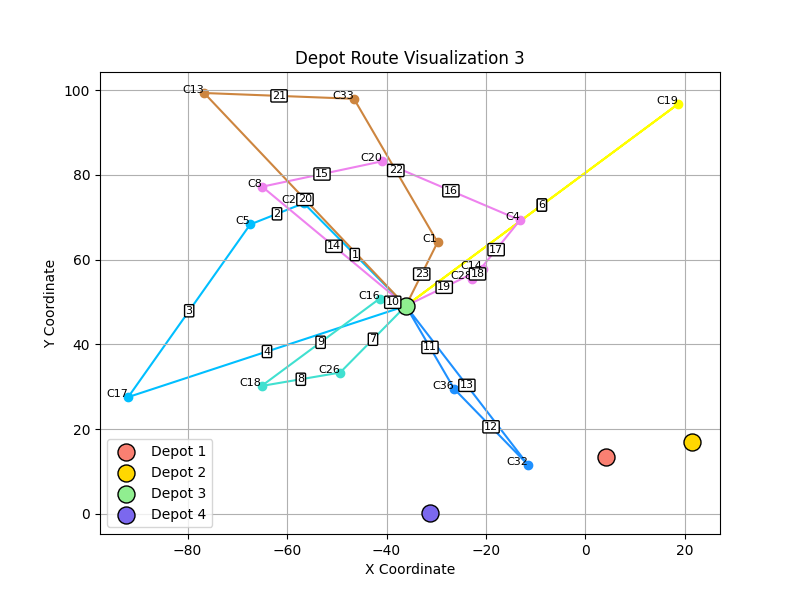 Depot Route Visualization 3
100
80
60
40
20
0
Y Coordinate
−80
−60
−40
−20
0
20
X Coordinate
C13
21
C33
C19
C20
22
15
C8
16
C2
20
6
2
C4
C5
14
1
C1
17
C14
23
18
C28
19
C16
10
3
9
7
11
4
C26
8
C18
C36
13
C17
12
C32
Depot 1
Depot 2
Depot 3
Depot 4